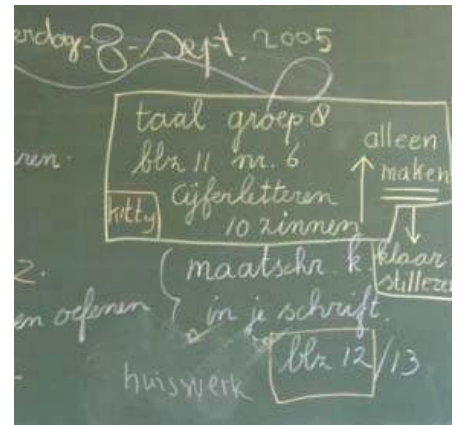 erdag-8-Sept. 2005
taal groep 8
blz 11 nr. 6
cijferletteren
10 zinnen
alleen
maken
kitty
ren.
maatschr. k.
klaar
stillezen
z.
en oefenen
in je schrift.
blz 12/13
huiswerk